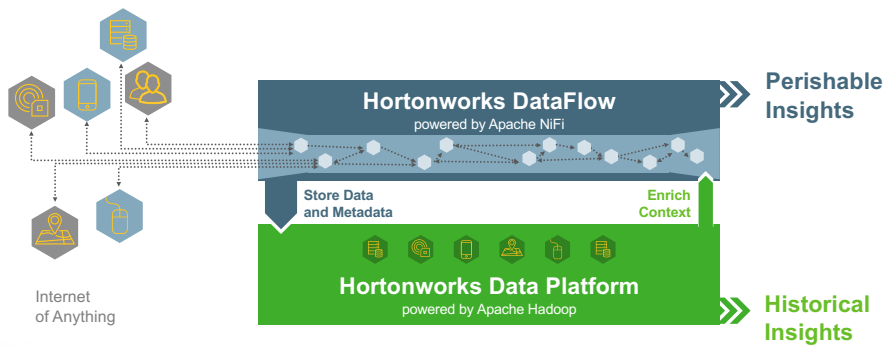 Hortonworks DataFlow
powered by Apache NiFi
Perishable
Insights
Store Data
and Metadata
Enrich
Context
Hortonworks Data Platform
powered by Apache Hadoop
Internet
of Anything
Historical
Insights